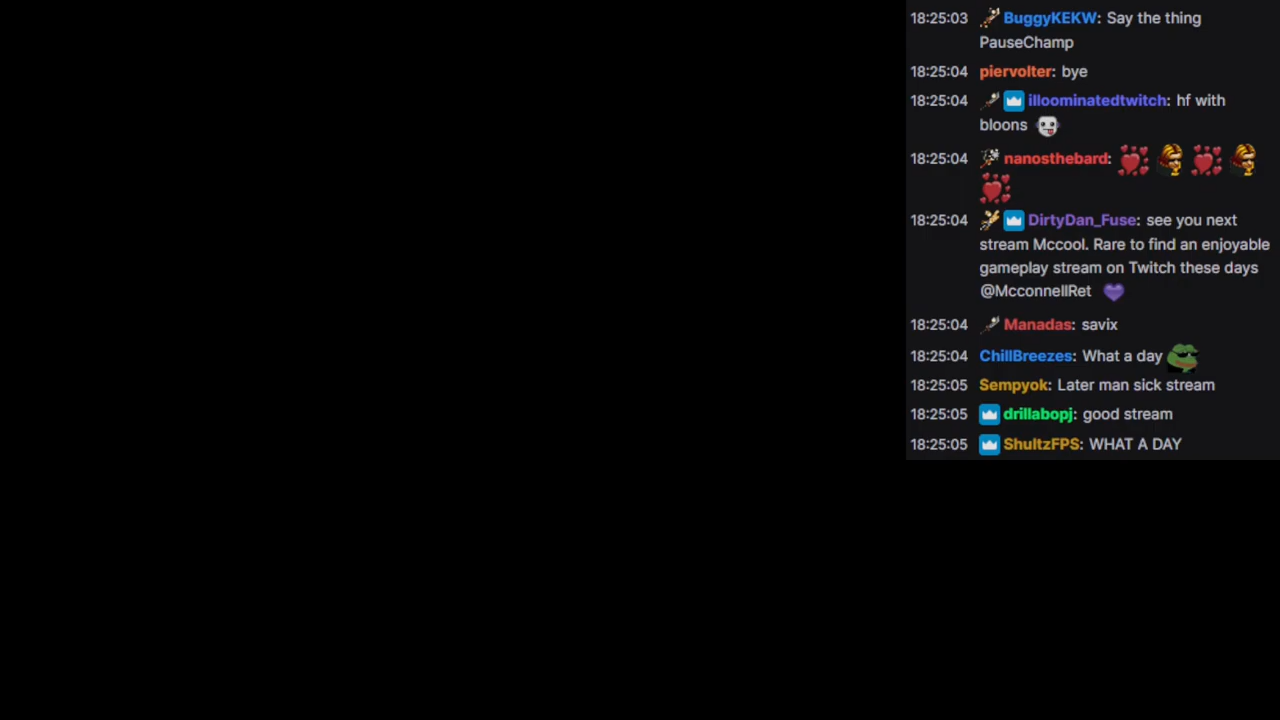 18:25:03 BuggyKEKW: Say the thing
PauseChamp
18:25:04 piervolter: bye
18:25:04 illoominatedtwitch: hf with
bloons
18:25:04 nanosthebard:
18:25:04 DirtyDan_Fuse: see you next
stream Mccool. Rare to find an enjoyable
gameplay stream on Twitch these days
@McconnellRet
18:25:04 Manadas: savix
18:25:04 ChillBreezes: What a day
18:25:05 Sempyok: Later man sick stream
18:25:05 drillabopj: good stream
18:25:05 ShultzFPS: WHAT A DAY